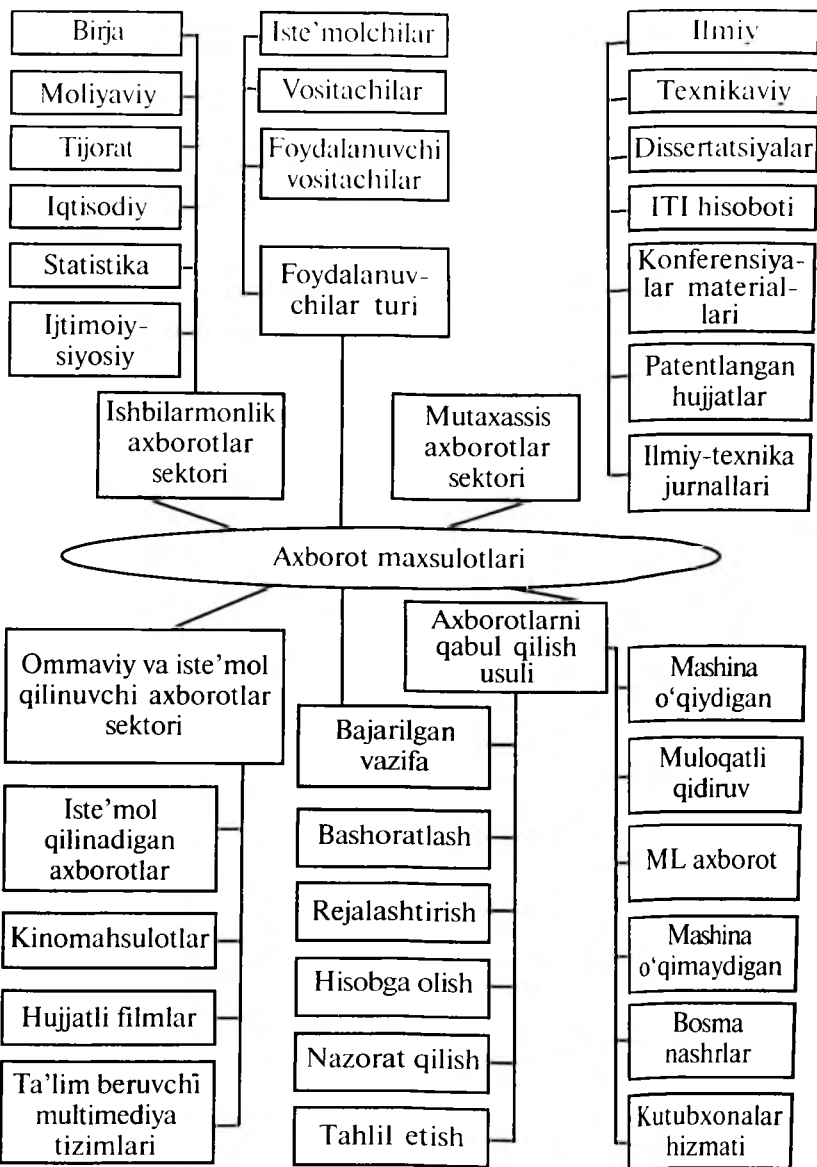 Birja
Moliyaviy
Tijorat
Iqtisodiy
Statistika
Ijtimoiy-
siyosiy
Ishbilarmonlik
axborotlar
sektori
Iste’molchilar
Vositachilar
Foydalanuvchi
vositachilar
Foydalanuv-
chilar turi
Mutaxassis
axborotlar
sektori
Ilmiy
Texnikaviy
Dissertatsiyalar
ITI hisoboti
Konferensiya-
lar material-
lari
Patentlangan
hujjatlar
Ilmiy-texnika
jurnallari
Axborot maxsulotlari
Ommaviy va iste’mol
qilinuvchi axborotlar
sektori
Iste’mol
qilinadigan
axborotlar
Kinomahsulotlar
Hujjatli filmlar
Ta’lim beruvchi
multimediya
tizimlari
Bajarilgan
vazifa
Bashoratlash
Rejalashtirish
Hisobga olish
Nazorat qilish
Tahlil etish
Axborotlarni
qabul qilish
usuli
Mashina
o‘qiydigan
Muloqatli
qidiruv
ML axborot
Mashina
o‘qimaydigan
Bosma
nashrlar
Kutubxonalar
hizmati